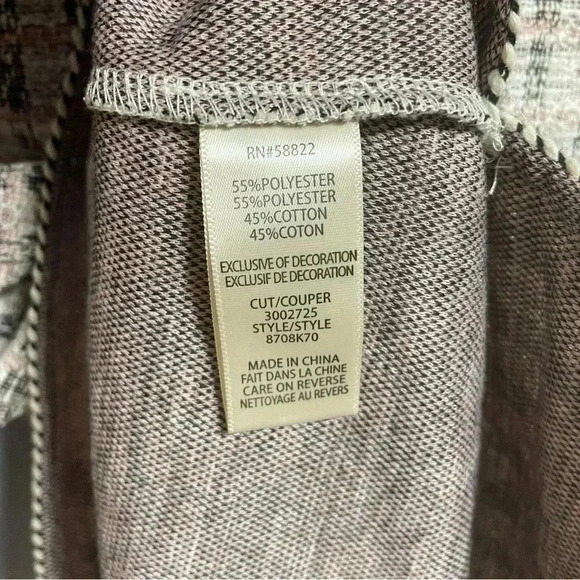 RN#58822
55%POLYESTER
55%POLYESTER
45%COTTON
45%COTON
EXCLUSIVE OF DECORATION
EXCLUSIF DE DECORATION
CUT/COUPER
3002725
STYLE/STYLE
8708K70
MADE IN CHINA
FAIT DANS LA CHINE
CARE ON REVERSE
NETTOYAGE AU REVERS